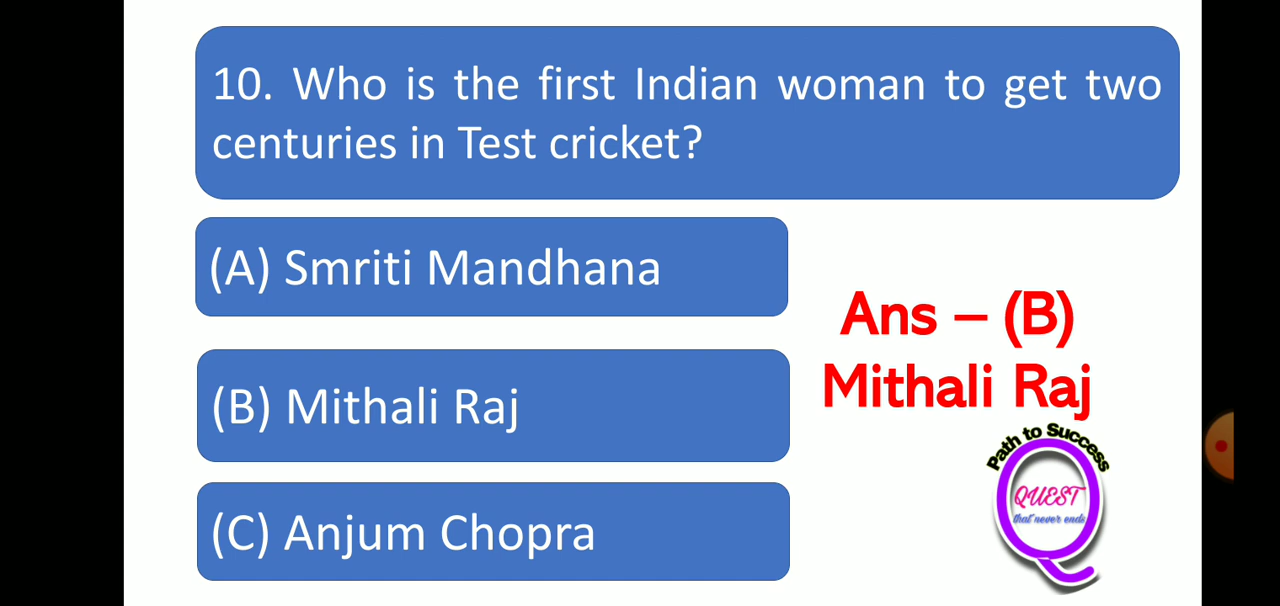 10. Who is the first Indian woman to get two
centuries in Test cricket?
(A) Smriti Mandhana
(B) Mithali Raj
(C) Anjum Chopra
Ans – (B)
Mithali Raj
Path to Success
QUEST
that never ends